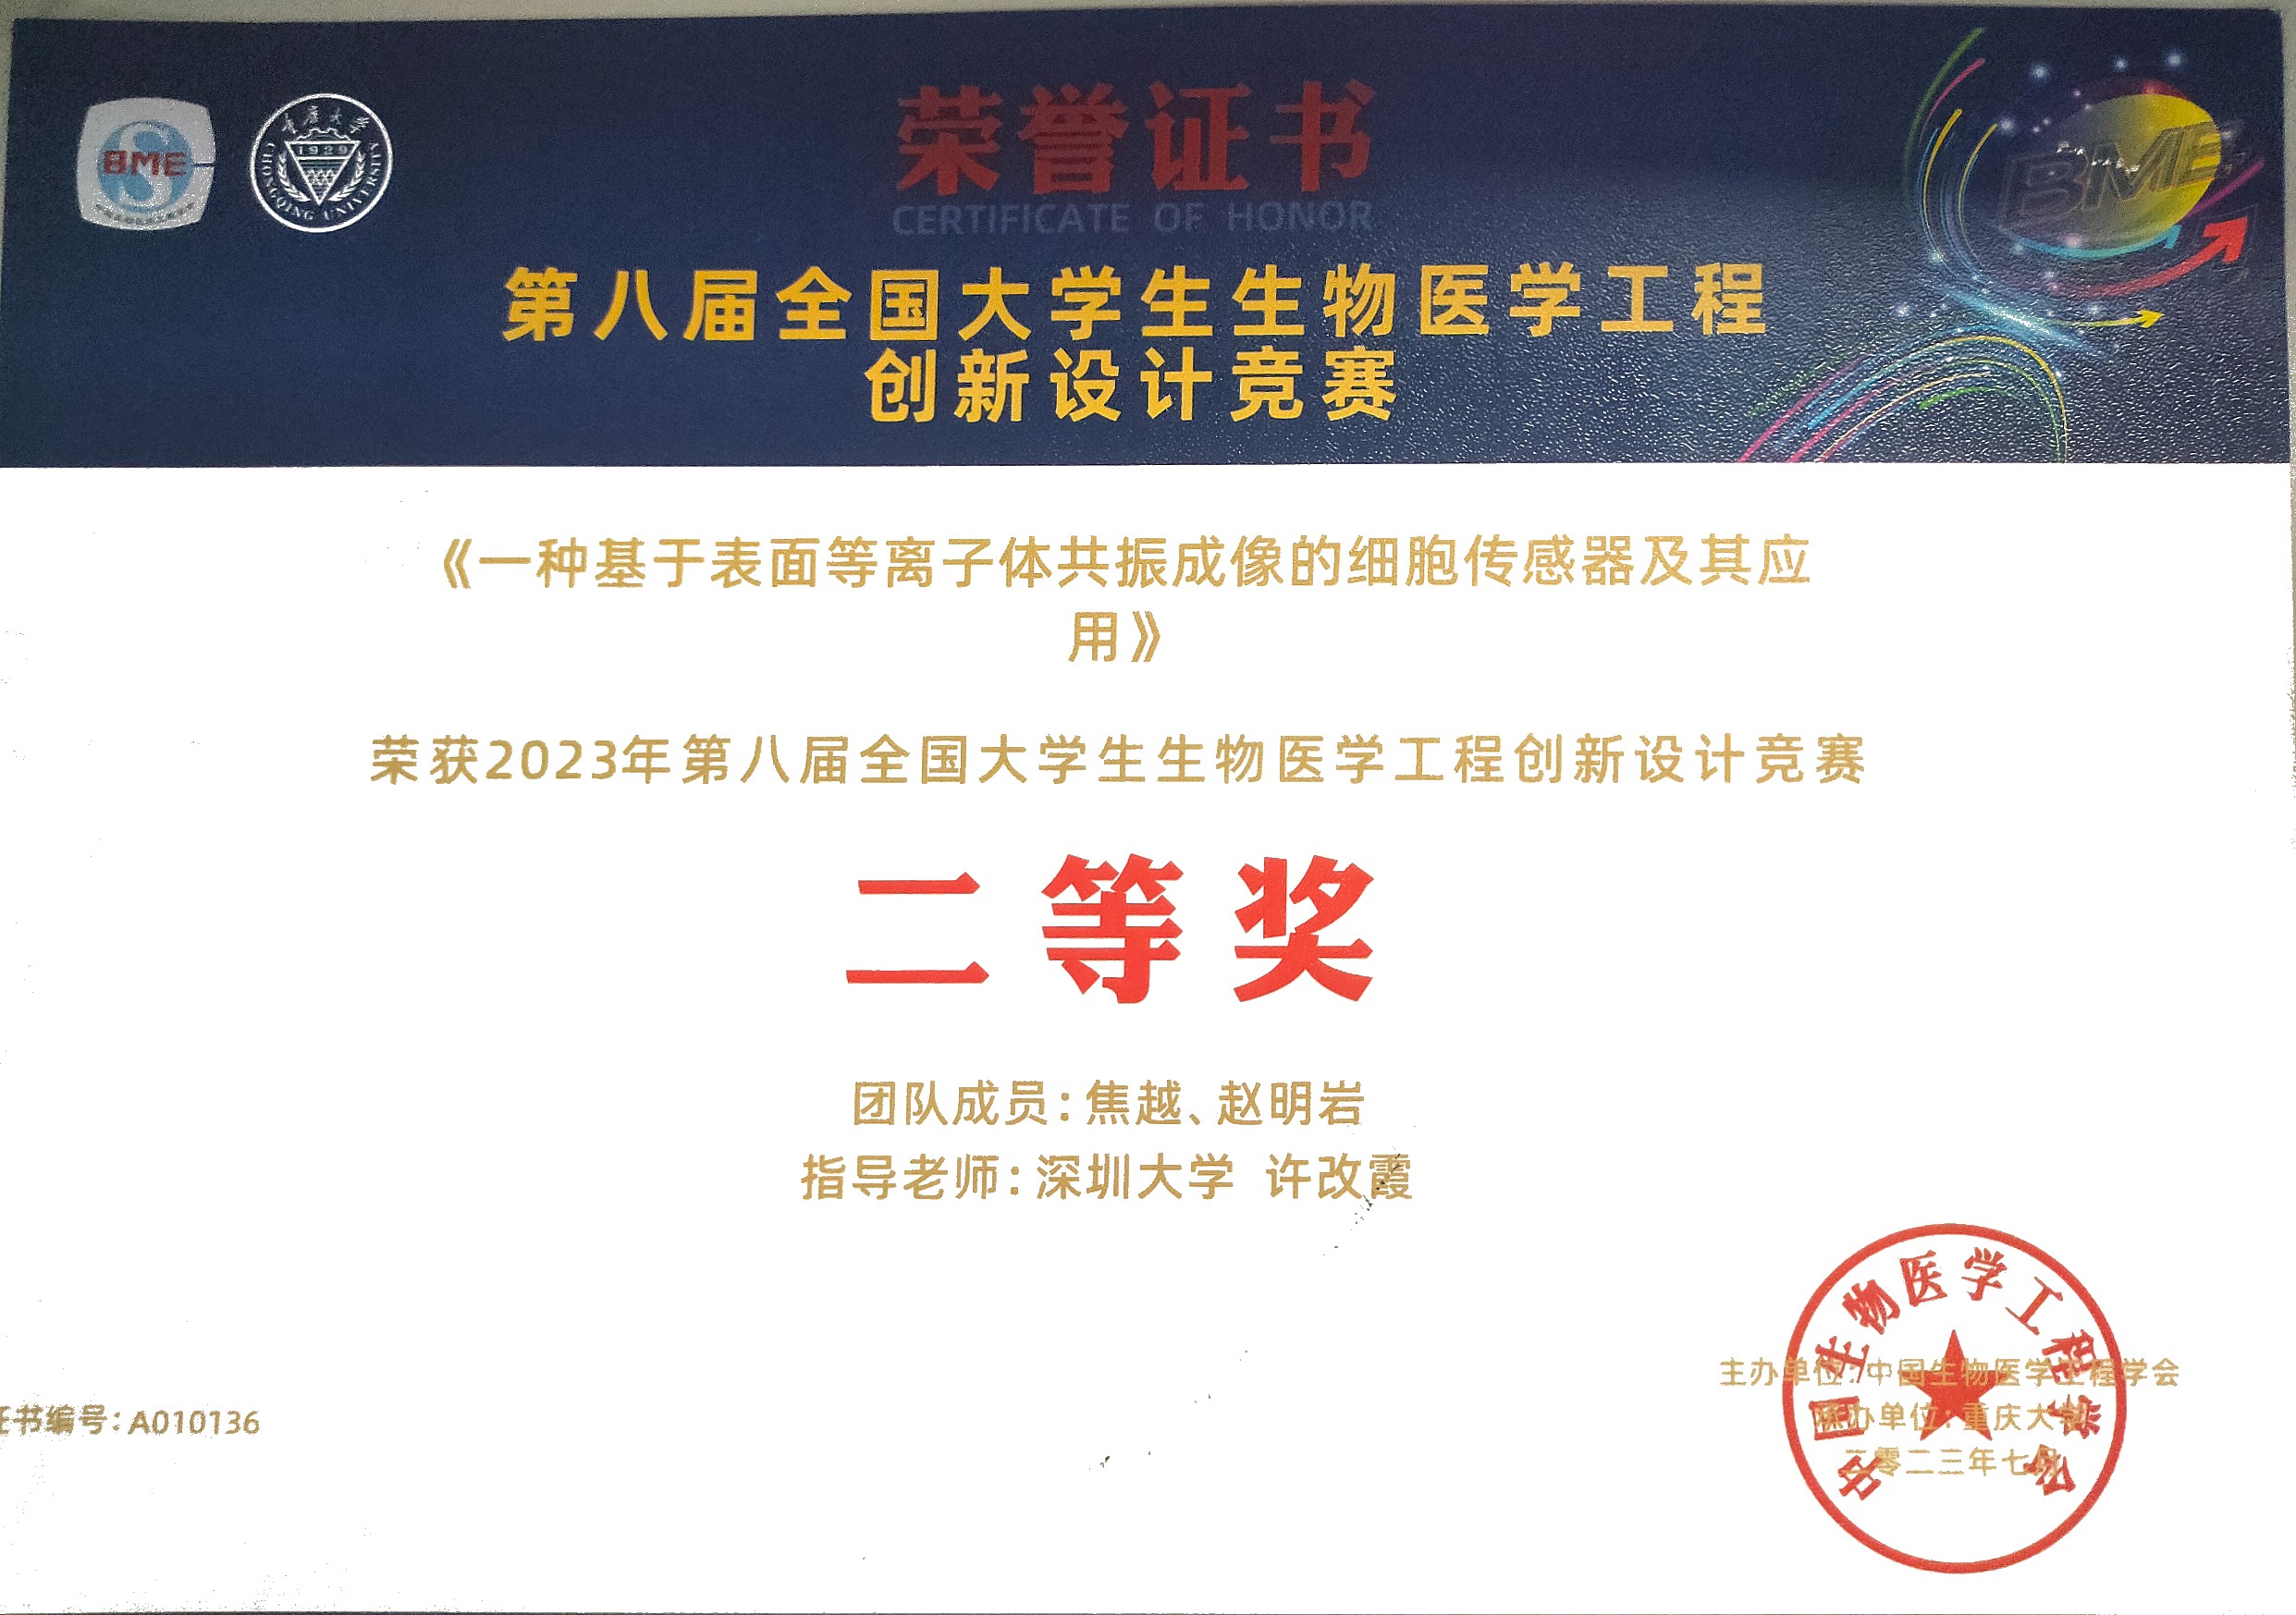 BME
重庆大学
1929
CHONGQING UNIVERSITY
荣誉证书
CERTIFICATE OF HONOR
BME
第八届全国大学生生物医学工程
创新设计竞赛
《一种基于表面等离子体共振成像的细胞传感器及其应
用》
荣获2023年第八届全国大学生生物医学工程创新设计竞赛
二等奖
团队成员：焦越、赵明岩
指导老师：深圳大学 许改霞
证书编号：A010136
主办单位：中国生物医学工程学会
承办单位：重庆大学
二零二三年七月
中国生物医学工程学会